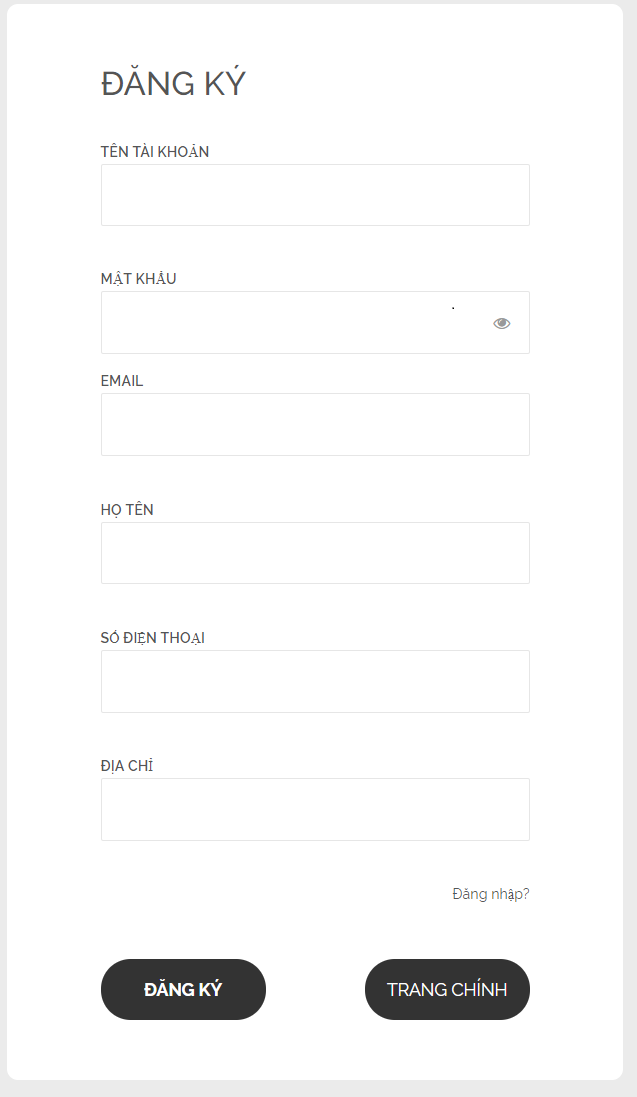 ĐĂNG KÝ
TÊN TÀI KHOẢN
MẬT KHẨU
EMAIL
HỌ TÊN
SỐ ĐIỆN THOẠI
ĐỊA CHỈ
Đăng nhập?
ĐĂNG KÝ
TRANG CHÍNH